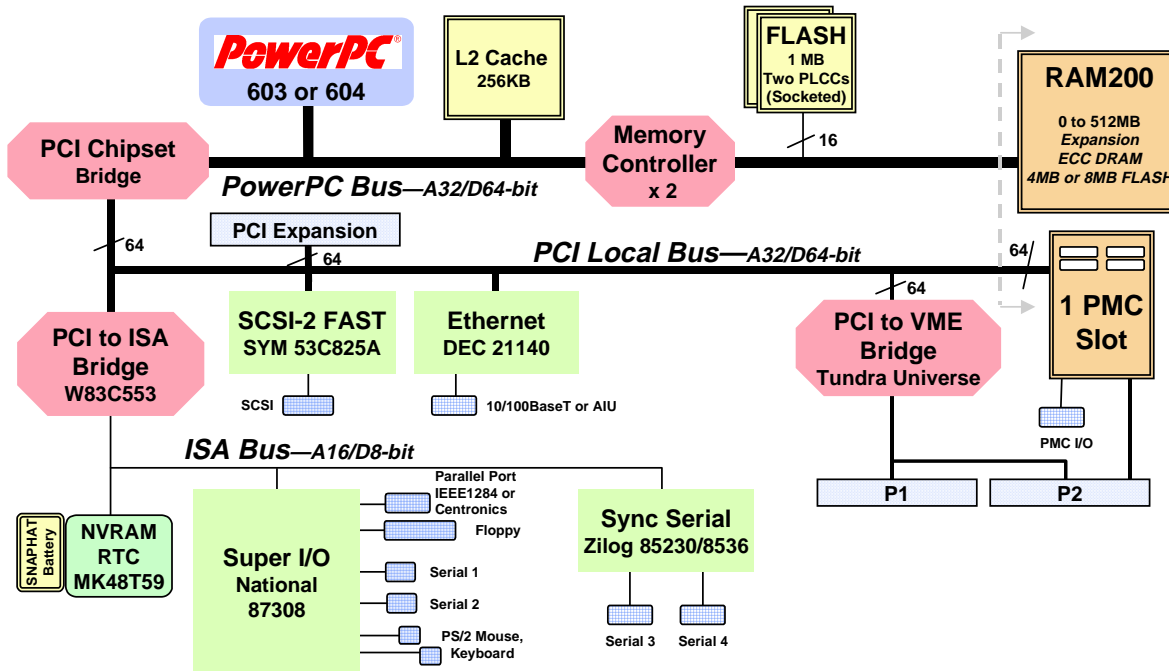 PowerPC®
603 or 604
L2 Cache
256KB
FLASH
1 MB
Two PLCCs
(Socketed)
RAM200
0 to 512MB
Expansion
ECC DRAM
4MB or 8MB FLASH
PCI Chipset
Bridge
Memory
Controller
x 2
16
PowerPC Bus—A32/D64-bit
64
PCI Expansion
64
PCI Local Bus—A32/D64-bit
64
64
PCI to ISA
Bridge
W83C553
SCSI-2 FAST
SYM 53C825A
Ethernet
DEC 21140
PCI to VME
Bridge
Tundra Universe
1 PMC
Slot
SCSI
10/100BaseT or AIU
PMC I/O
ISA Bus—A16/D8-bit
P1
P2
SNAPHAT
Battery
NVRAM
RTC
MK48T59
Super I/O
National
87308
Parallel Port
IEEE1284 or
Centronics
Floppy
Serial 1
Serial 2
PS/2 Mouse,
Keyboard
Sync Serial
Zilog 85230/8536
Serial 3
Serial 4